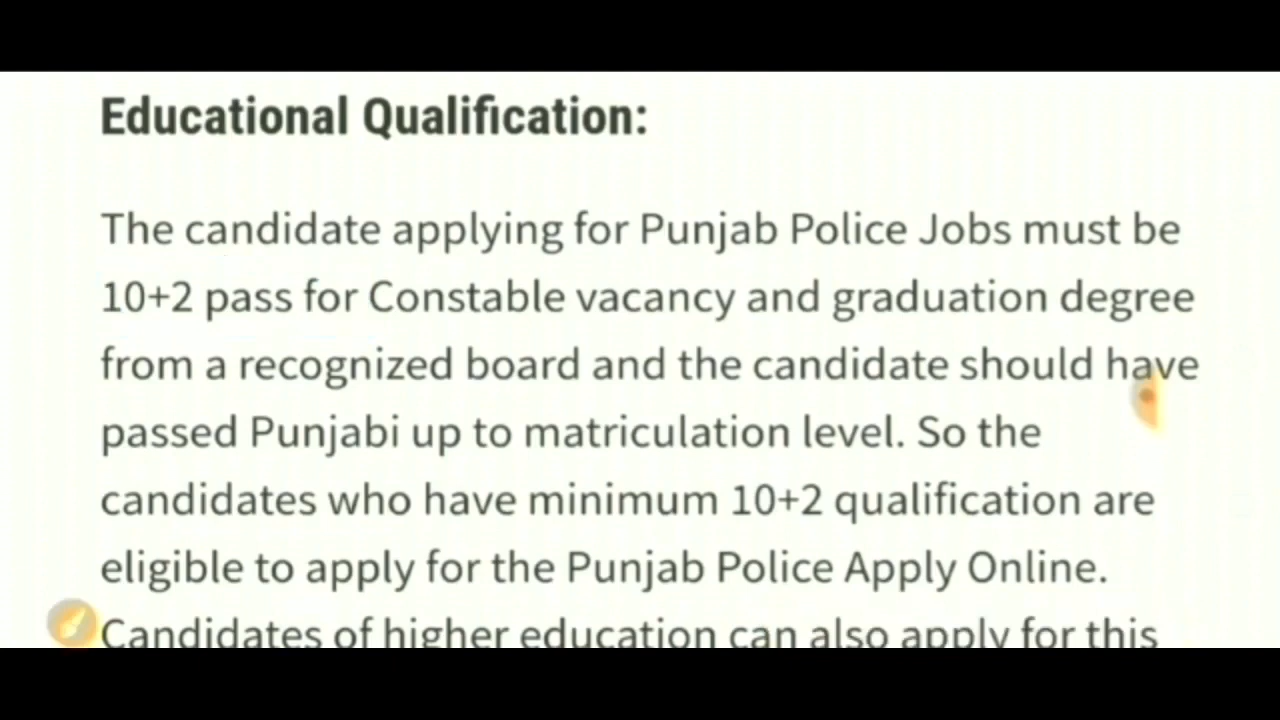 Educational Qualification:
The candidate applying for Punjab Police Jobs must be
10+2 pass for Constable vacancy and graduation degree
from a recognized board and the candidate should have
passed Punjabi up to matriculation level. So the
candidates who have minimum 10+2 qualification are
eligible to apply for the Punjab Police Apply Online.
Candidates of higher education can also apply for this